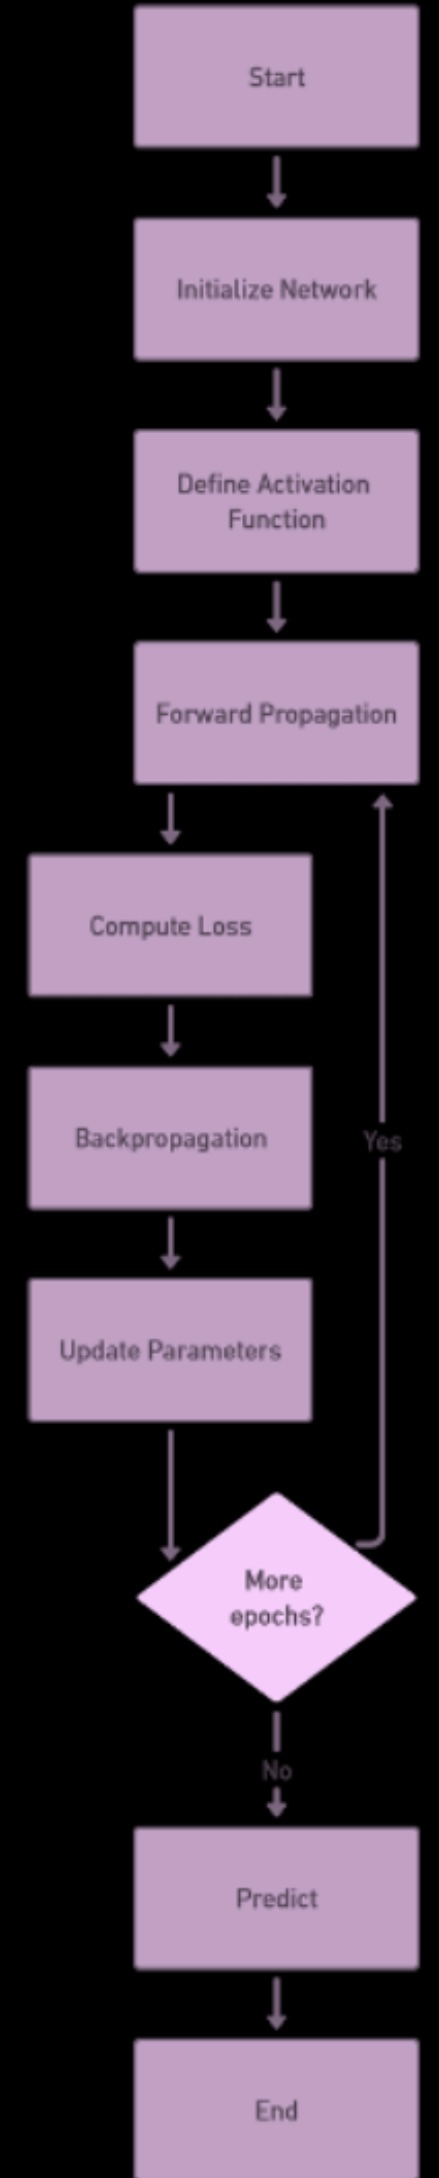 Start
Initialize Network
Define Activation
Function
Forward Propagation
Compute Loss
Backpropagation
Yes
Update Parameters
More
epochs?
No
Predict
End